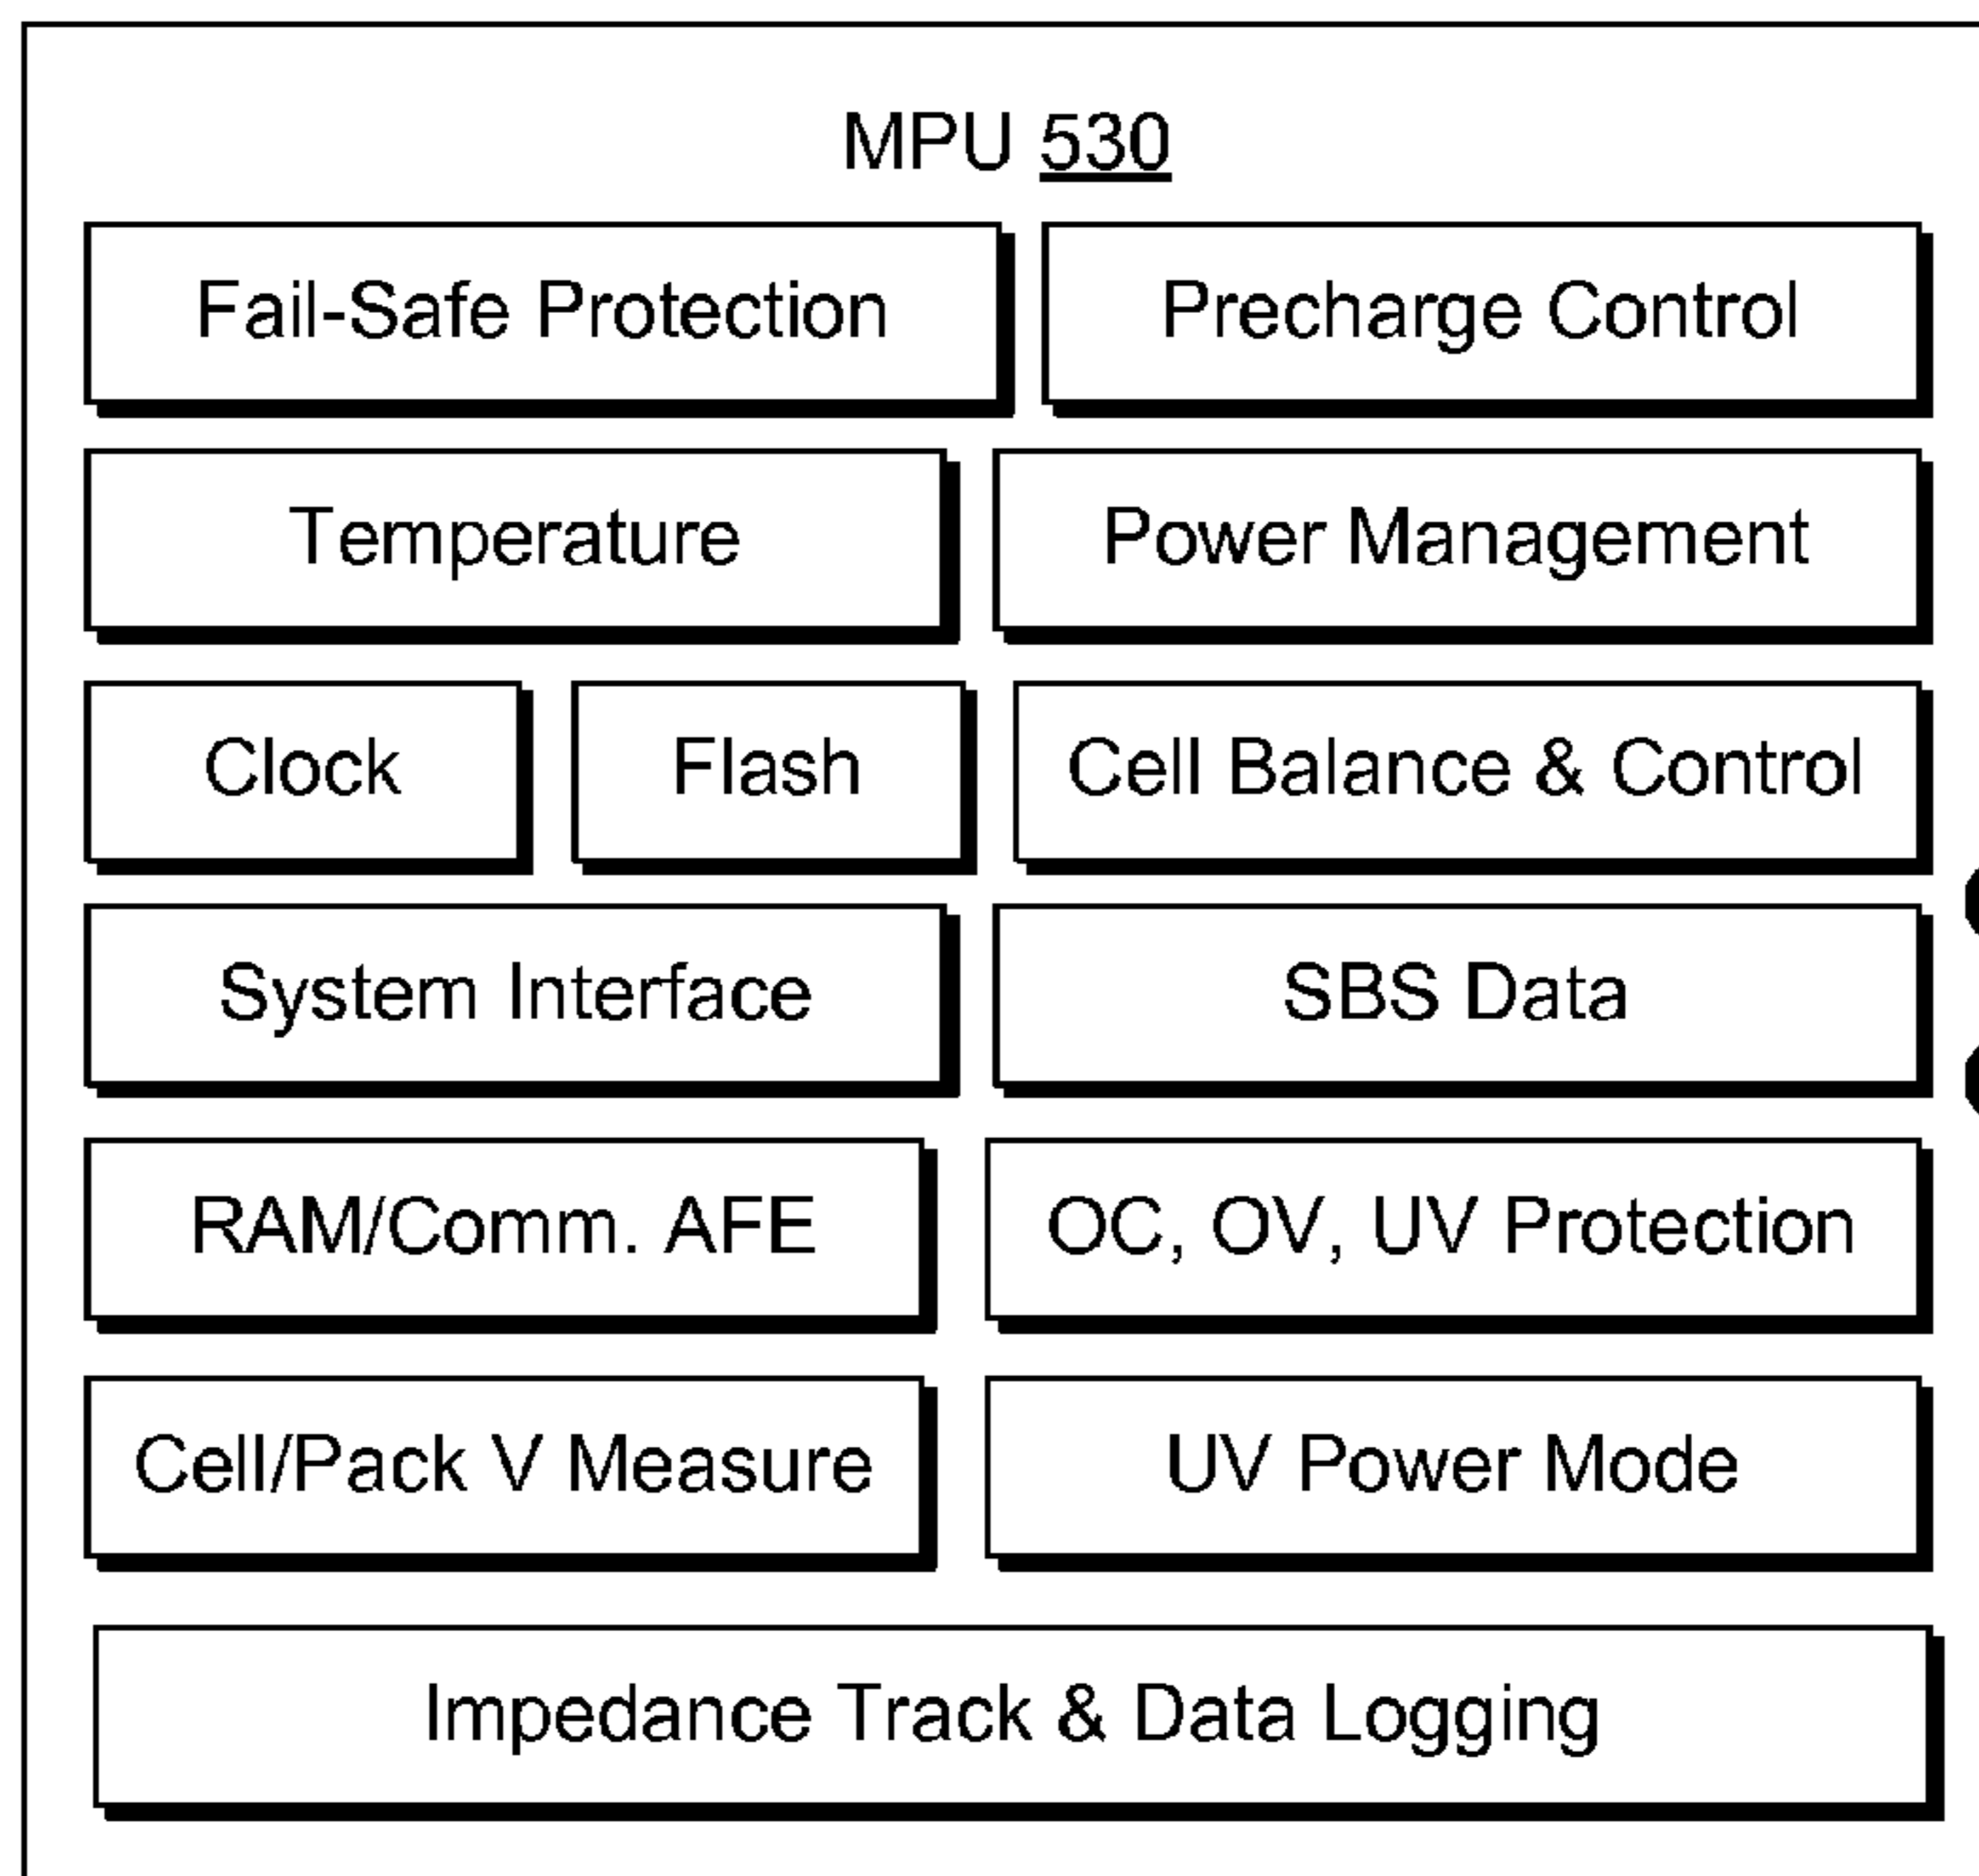 MPU 530
Fail-Safe Protection
Precharge Control
Temperature
Power Management
Clock
Flash
Cell Balance & Control
System Interface
SBS Data
RAM/Comm. AFE
OC, OV, UV Protection
Cell/Pack V Measure
UV Power Mode
Impedance Track & Data Logging